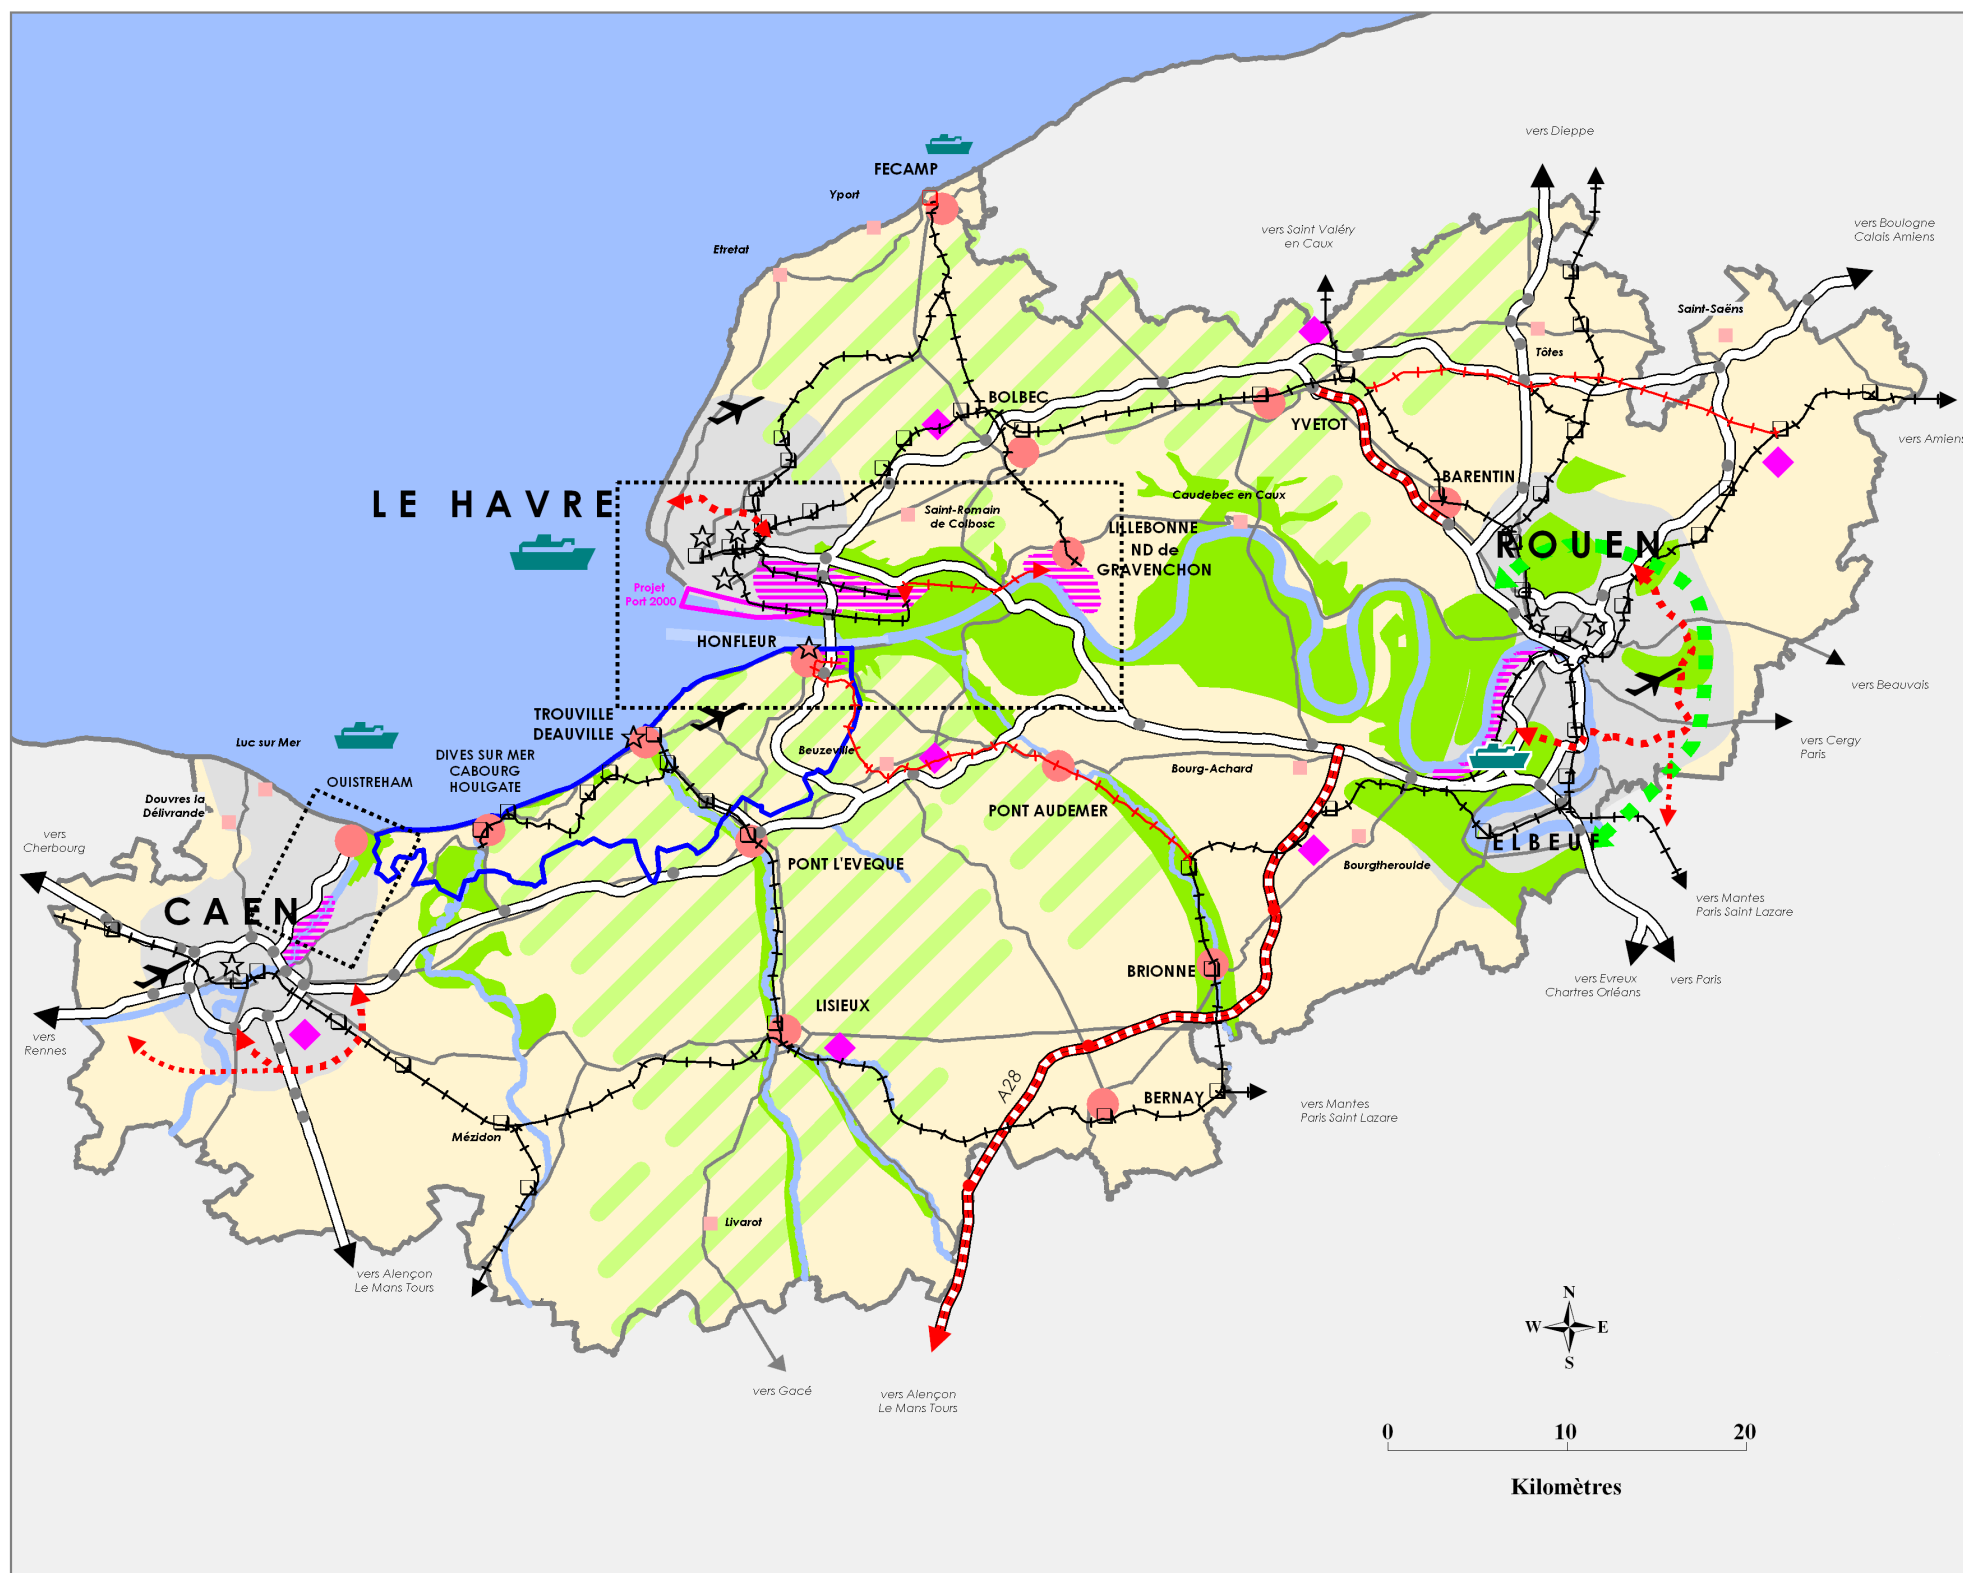 vers Dieppe
FECAMP
Yport
vers Boulogne
Calais Amiens
vers Saint Valéry
en Caux
Etretat
Saint-Saëns
Tôtes
BOLBEC
YVETOT
vers Amiens
BARENTIN
LE HAVRE
Caudebec en Caux
Saint-Romain
de Colbosc
LILLEBONNE
ND de
GRAVENCHON
ROUEN
Projet
Port 2000
HONFLEUR
vers Beauvais
TROUVILLE
DEAUVILLE
Luc sur Mer
vers Cergy
Paris
Beuzeville
DIVES SUR MER
CABOURG
HOULGATE
OUISTREHAM
Bourg-Achard
Douvres la
Délivrande
PONT AUDEMER
vers
Cherbourg
ELBEUF
PONT L'EVEQUE
Bourgtheroulde
vers Mantes
Paris Saint Lazare
CAEN
BRIONNE
vers Evreux
Chartres Orléans
vers Paris
LISIEUX
vers
Rennes
A28
BERNAY
vers Mantes
Paris Saint Lazare
Mézidon
Livarot
vers Alençon
Le Mans Tours
N
W
E
S
vers Gacé
vers Alençon
Le Mans Tours
0
10
20
Kilomètres